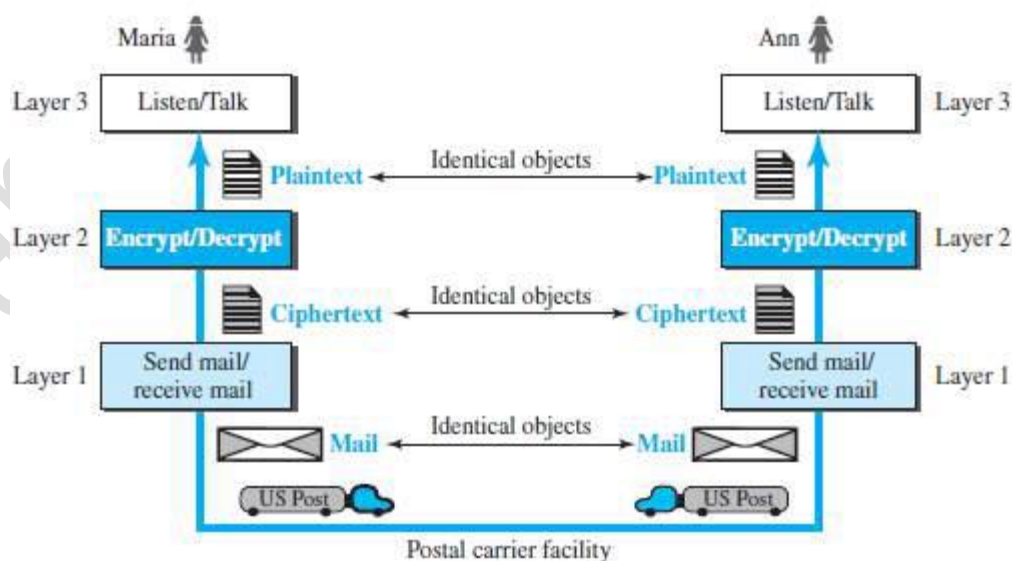 Maria
Ann
Layer 3
Listen/Talk
Listen/Talk
Layer 3
Identical objects
Plaintext
Plaintext
Layer 2
Encrypt/Decrypt
Encrypt/Decrypt
Layer 2
Identical objects
Ciphertext
Ciphertext
Layer 1
Send mail/
receive mail
Send mail/
receive mail
Layer 1
Identical objects
Mail
Mail
US Post
US Post
Postal carrier facility